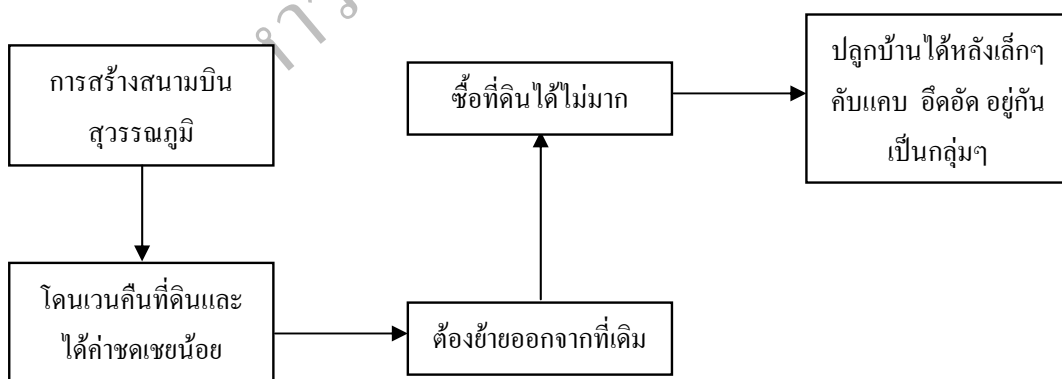 การสร้างสนามบิน
สุวรรณภูมิ
โดนเวนคืนที่ดินและ
ได้ค่าชดเชยน้อย
ต้องย้ายออกจากที่เดิม
ซื้อที่ดินได้ไม่มาก
ปลูกบ้านได้หลังเล็กๆ
คับแคบ อึดอัด อยู่กัน
เป็นกลุ่มๆ